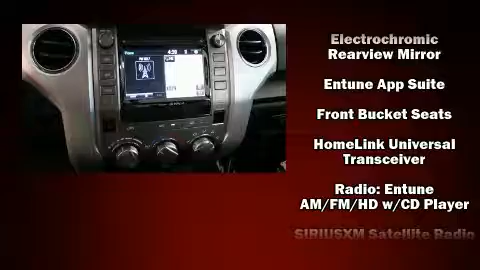 Electrochromic
Rearview Mirror
Entune App Suite
Front Bucket Seats
HomeLink Universal
Transceiver
Radio: Entune
AM/FM/HD w/CD Player
SIRIUSXM Satellite Radio